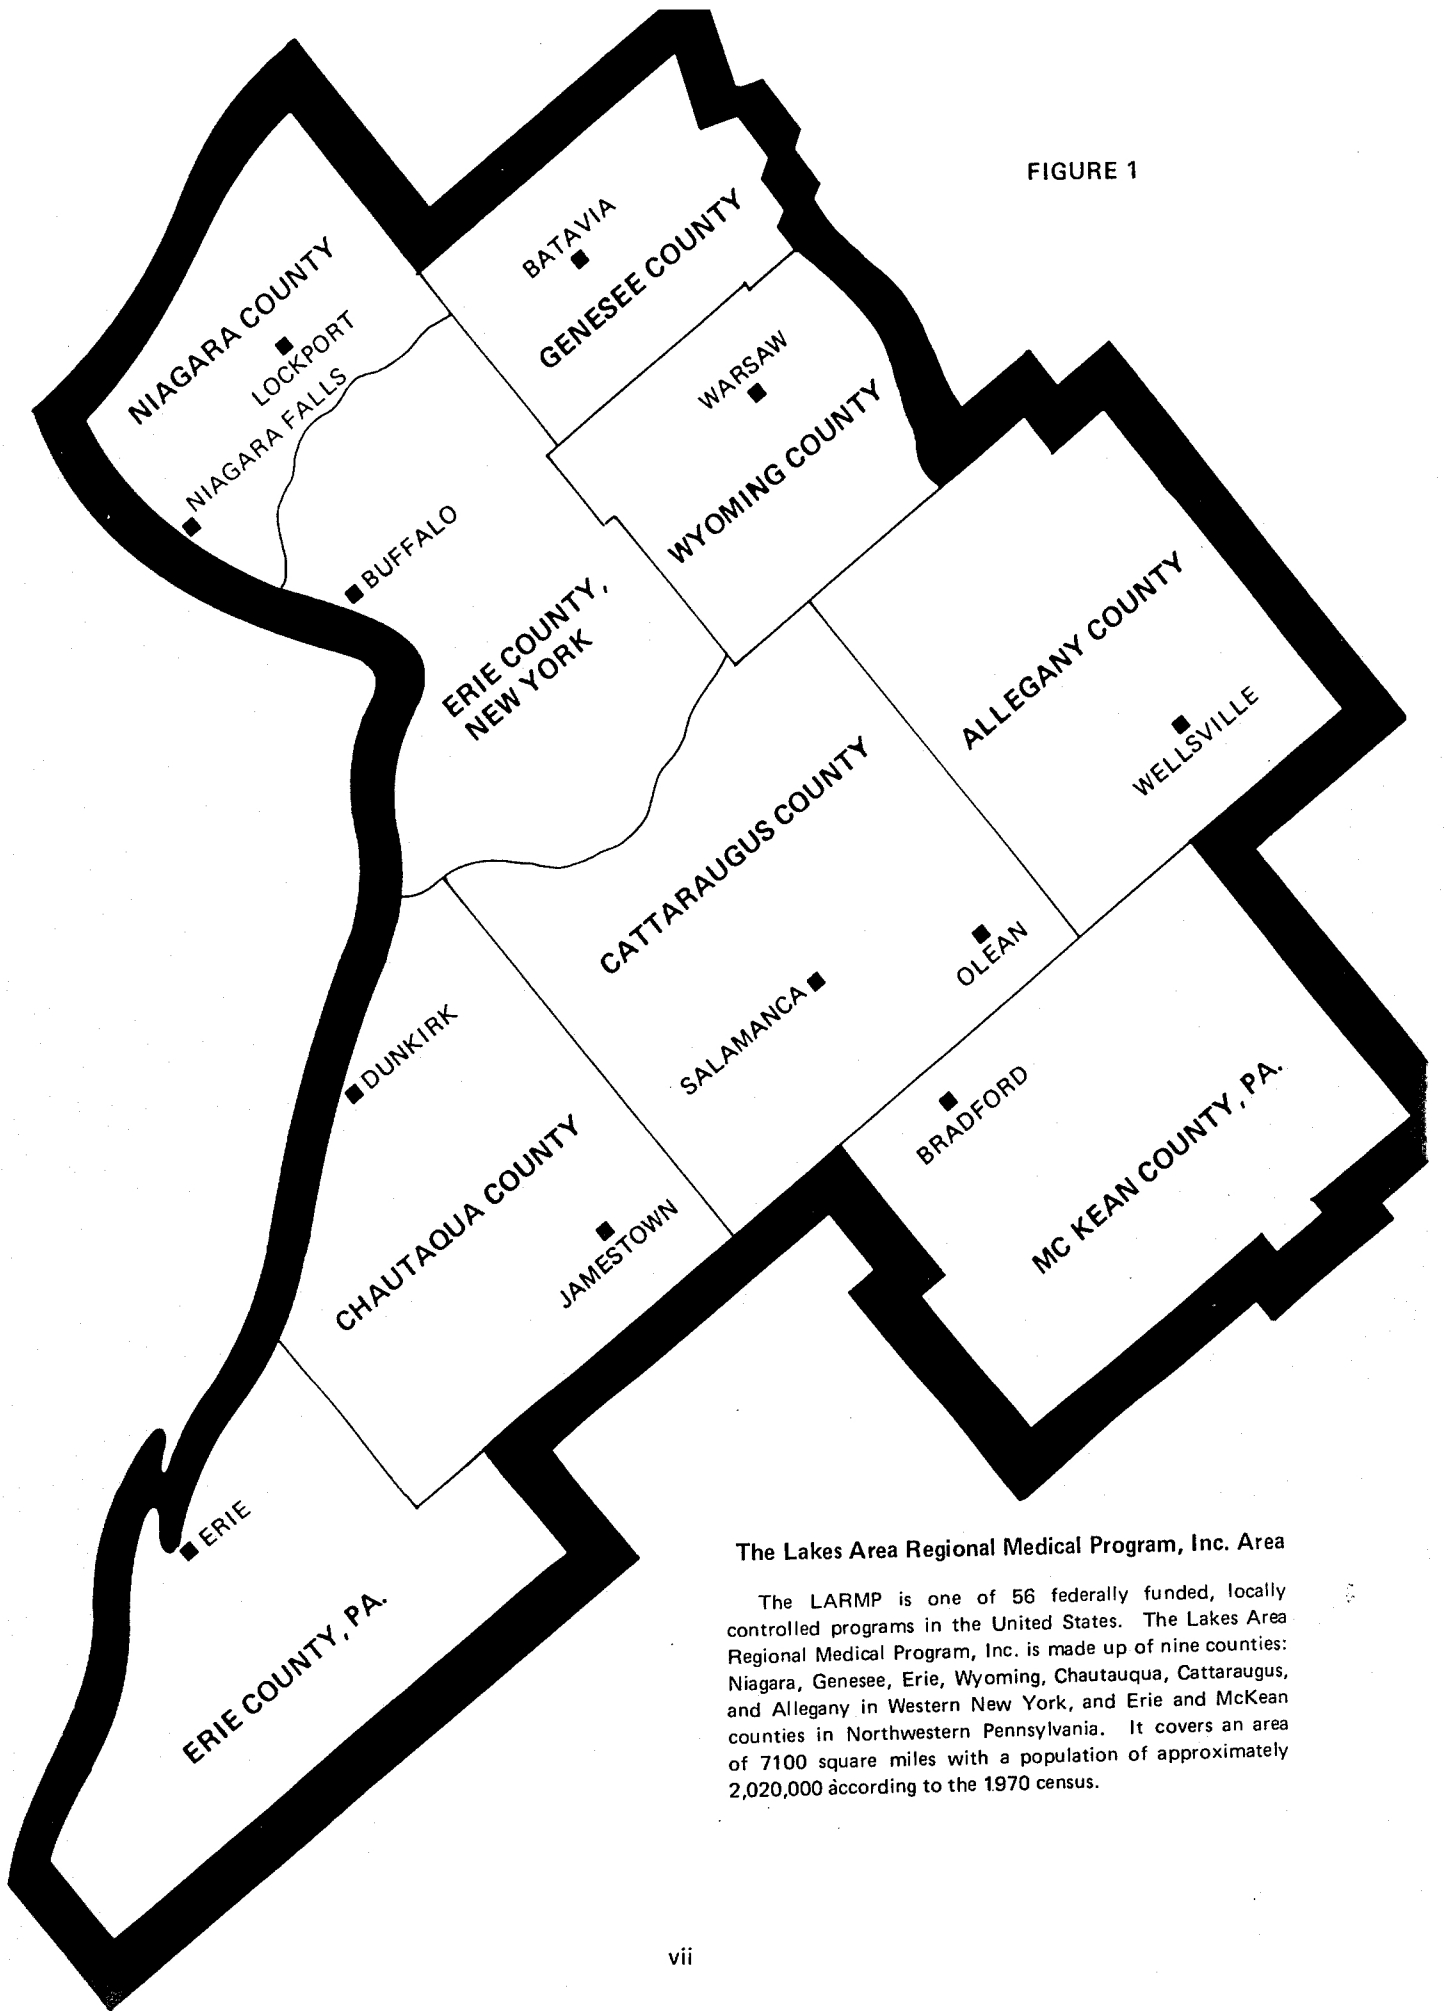 FIGURE 1
BATAVIA
GENESEE COUNTY
NIAGARA COUNTY
LOCKPORT
NIAGARA FALLS
WARSAW
WYOMING COUNTY
BUFFALO
ERIE COUNTY,
NEW YORK
ALLEGANY COUNTY
WELLSVILLE
CATTARAUGUS COUNTY
OLEAN
SALAMANCA
DUNKIRK
BRADFORD
MC KEAN COUNTY, PA.
CHAUTAQUA COUNTY
JAMESTOWN
ERIE
ERIE COUNTY, PA.
The Lakes Area Regional Medical Program, Inc. Area
The LARMP is one of 56 federally funded, locally
controlled programs in the United States. The Lakes Area
Regional Medical Program, Inc. is made up of nine counties:
Niagara, Genesee, Erie, Wyoming, Chautauqua, Cattaraugus,
and Allegany in Western New York, and Erie and McKean
counties in Northwestern Pennsylvania. It covers an area
of 7100 square miles with a population of approximately
2,020,000 according to the 1970 census.
vii